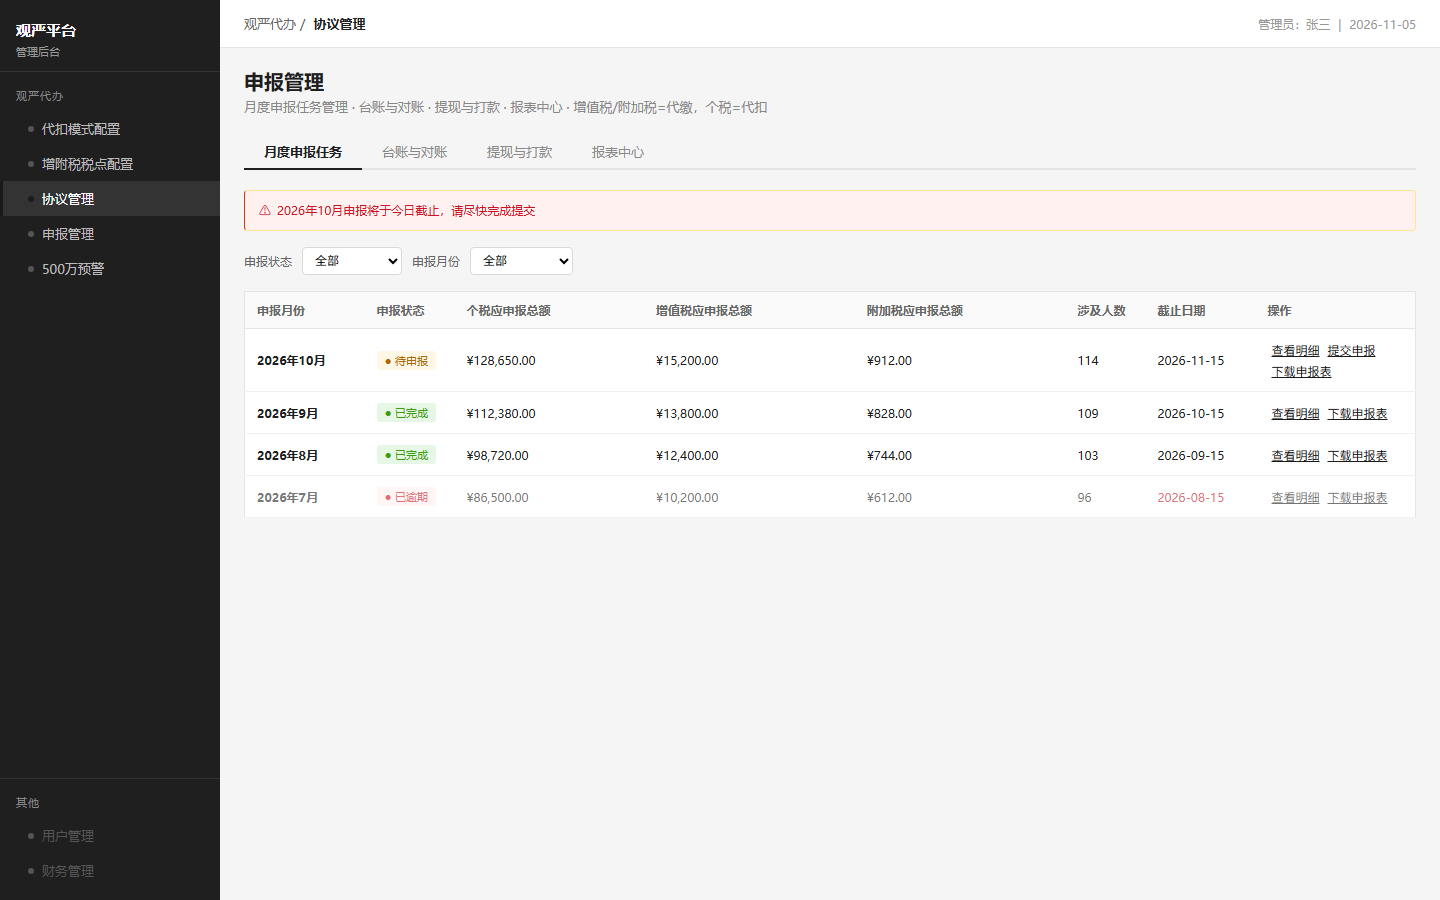 观严平台
管理后台
观严代办
代扣模式配置
增附税税点配置
协议管理
申报管理
500万预警
其他
用户管理
财务管理
观严代办 / 协议管理
管理员：张三 | 2026-11-05
申报管理
月度申报任务管理 · 台账与对账 · 提现与打款 · 报表中心 · 增值税/附加税=代缴，个税=代扣
月度申报任务 台账与对账 提现与打款 报表中心
⚠ 2026年10月申报将于今日截止，请尽快完成提交
申报状态 全部 申报月份 全部
申报月份 申报状态 个税应申报总额 增值税应申报总额 附加税应申报总额 涉及人数 截止日期 操作
2026年10月 待申报 ¥128,650.00 ¥15,200.00 ¥912.00 114 2026-11-15 查看明细 提交申报
下载申报表
2026年9月 已完成 ¥112,380.00 ¥13,800.00 ¥828.00 109 2026-10-15 查看明细 下载申报表
2026年8月 已完成 ¥98,720.00 ¥12,400.00 ¥744.00 103 2026-09-15 查看明细 下载申报表
2026年7月 已逾期 ¥86,500.00 ¥10,200.00 ¥612.00 96 2026-08-15 查看明细 下载申报表